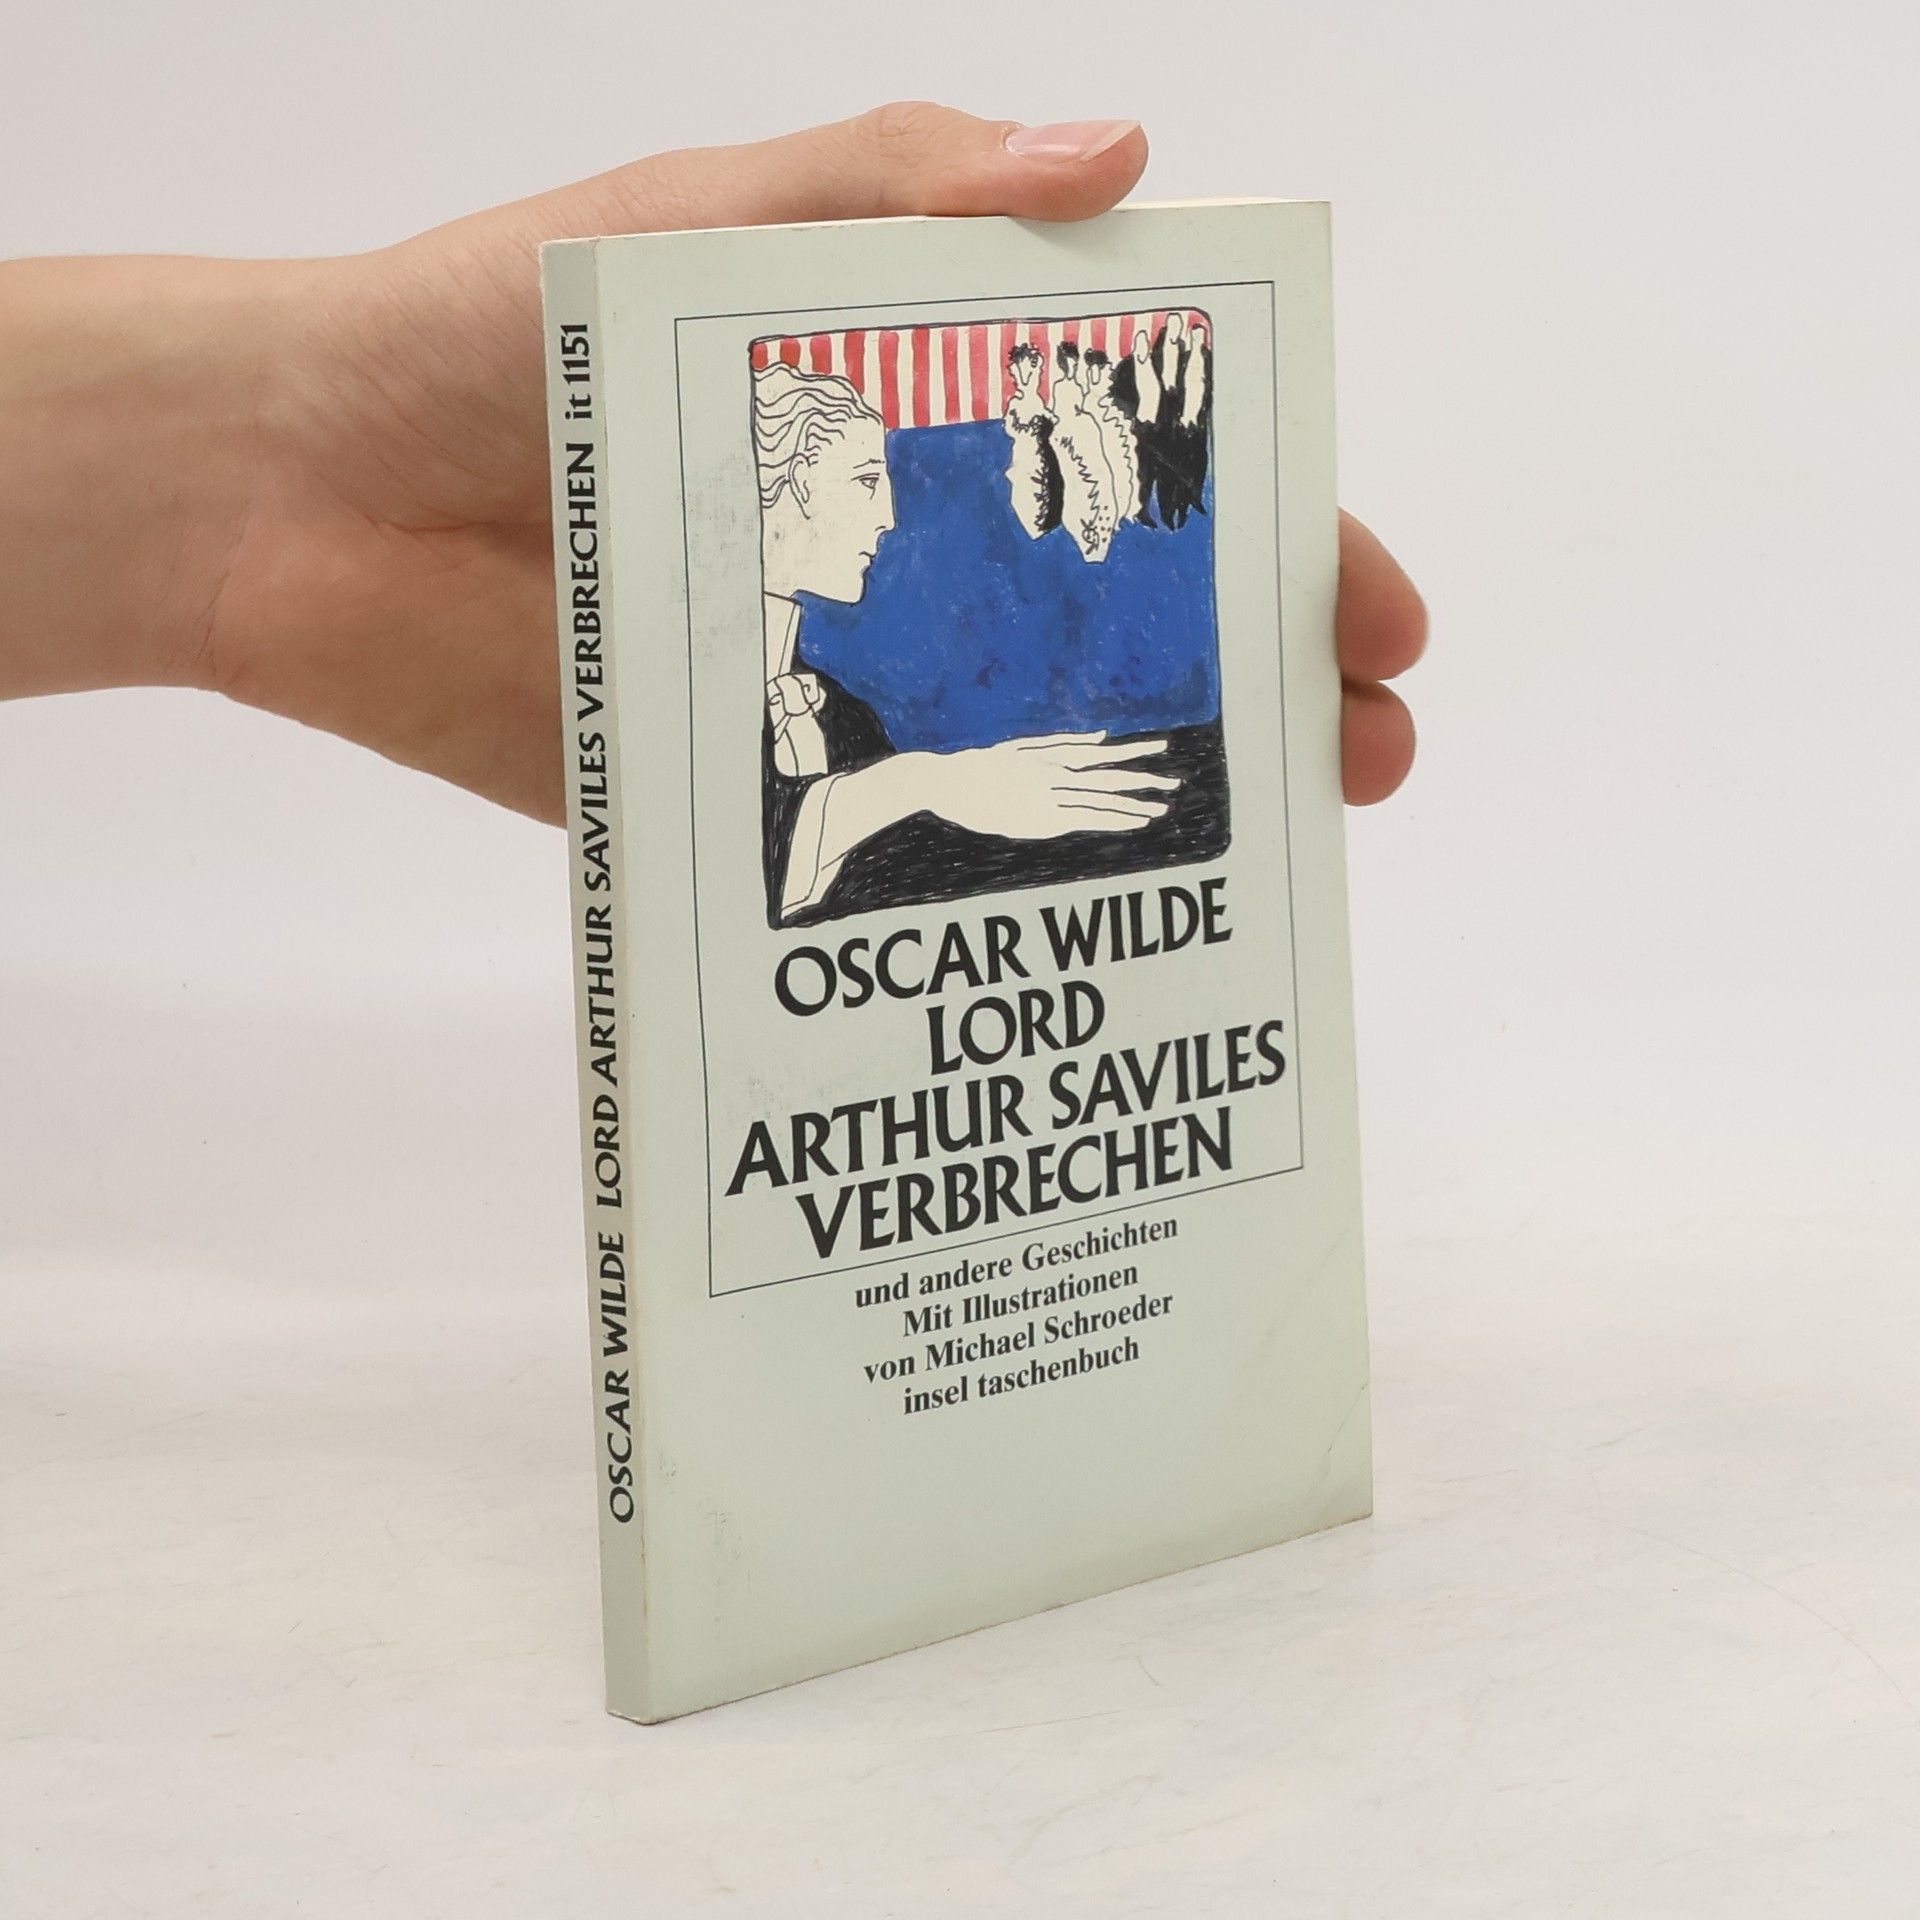 OSCAR WILDE LORD ARTHUR SAVILES VERBRECHEN it 1151
OSCAR WILDE
LORD
ARTHUR SAVILES
VERBRECHEN
und andere Geschichten
Mit Illustrationen
von Michael Schroeder
insel taschenbuch